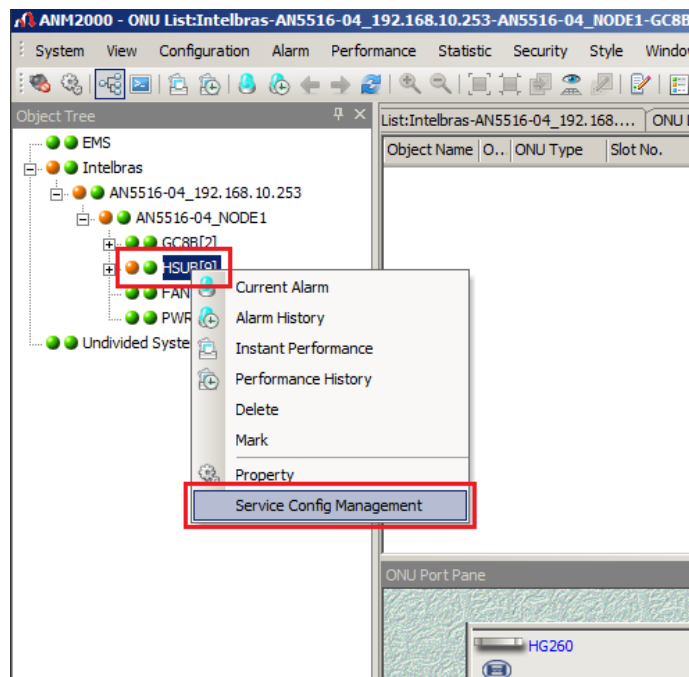 ANM2000 - ONU List:Intelbras-AN5516-04_192.168.10.253-AN5516-04_NODE1-GC8B
System View Configuration Alarm Performance Statistic Security Style Window
Object Tree
List:Intelbras-AN5516-04_192.168.... ONU
Object Name O.. ONU Type Slot No.
EMS
Intelbras
AN5516-04_192.168.10.253
AN5516-04_NODE1
GC8B[2]
HSUB[9]
FAN
PWR
Undivided Syste
Current Alarm
Alarm History
Instant Performance
Performance History
Delete
Mark
Property
Service Config Management
ONU Port Pane
HG260